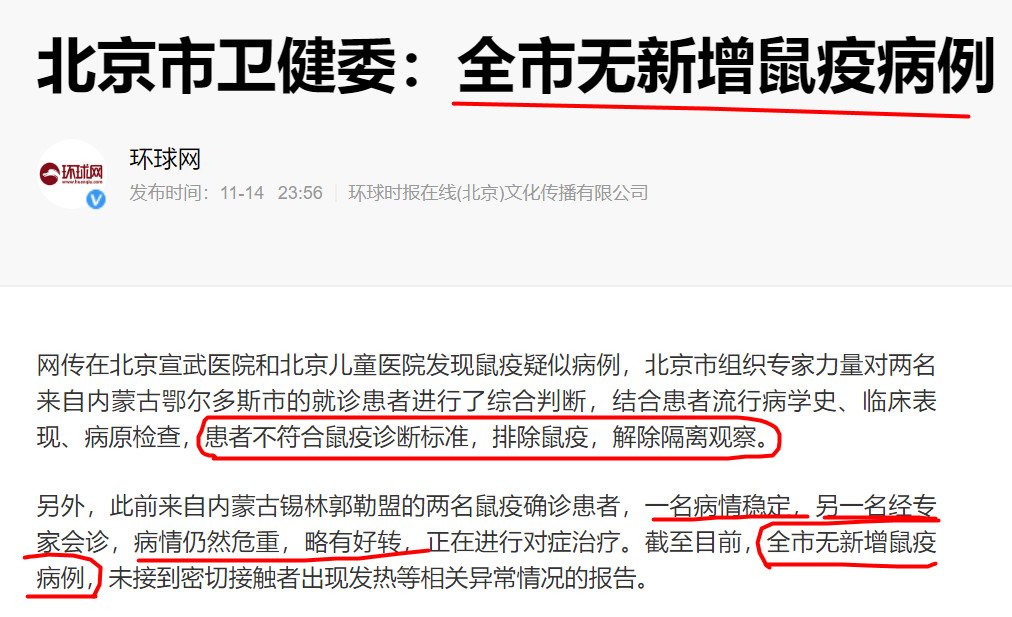 北京市卫健委：全市无新增鼠疫病例
环球网
环球网
www.huanqiu.com
V
发布时间：11-14 23:56 环球时报在线(北京)文化传播有限公司
网传在北京宣武医院和北京儿童医院发现鼠疫疑似病例，北京市组织专家力量对两名
来自内蒙古鄂尔多斯市的就诊患者进行了综合判断，结合患者流行病学史、临床表
现、病原检查，患者不符合鼠疫诊断标准，排除鼠疫，解除隔离观察。
另外，此前来自内蒙古锡林郭勒盟的两名鼠疫确诊患者，一名病情稳定，另一名经专
家会诊，病情仍然危重，略有好转，正在进行对症治疗。截至目前，全市无新增鼠疫
病例，未接到密切接触者出现发热等相关异常情况的报告。